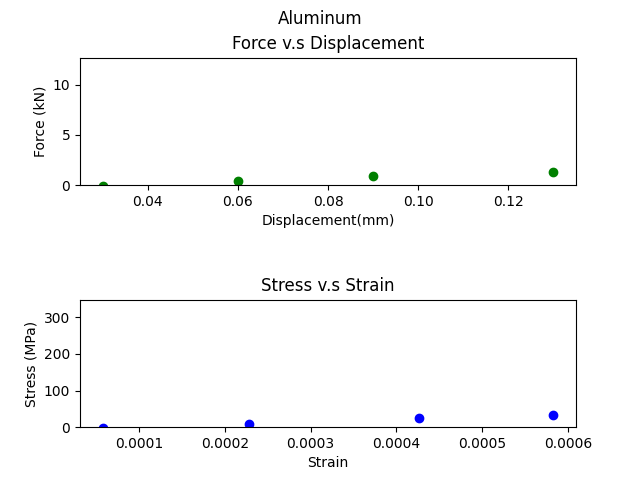 Aluminum
Force v.s Displacement
10
5
0
Force (kN)
0.04 0.06 0.08 0.10 0.12
Displacement(mm)
Stress v.s Strain
300
200
100
0
Stress (MPa)
0.0001 0.0002 0.0003 0.0004 0.0005 0.0006
Strain